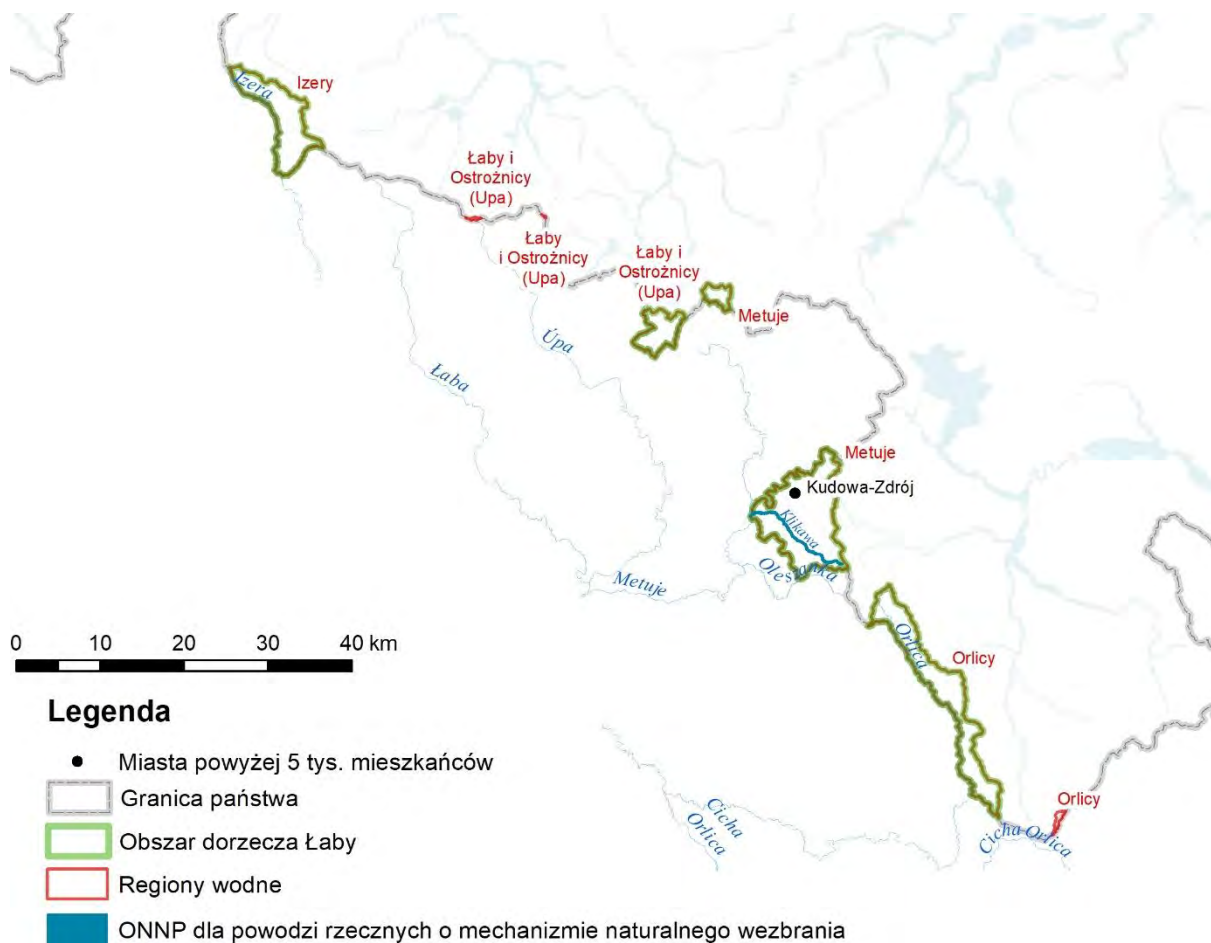 Izera
Izery
Łaby i
Ostrożnicy
(Upa)
Łaby
i Ostrożnicy
(Upa)
Łaby i
Ostrożnicy
(Upa)
Metuje
Úpa
Łaba
Metuje
Kudowa-Zdrój
Klikawa
Olešanka
Metuje
Orlica
Orlicy
Orlicy
Cicha Orlica
Cicha
Orlica
0 10 20 30 40 km
Legenda
Miasta powyżej 5 tys. mieszkańców
Granica państwa
Obszar dorzecza Łaby
Regiony wodne
ONNP dla powodzi rzecznych o mechanizmie naturalnego wezbrania